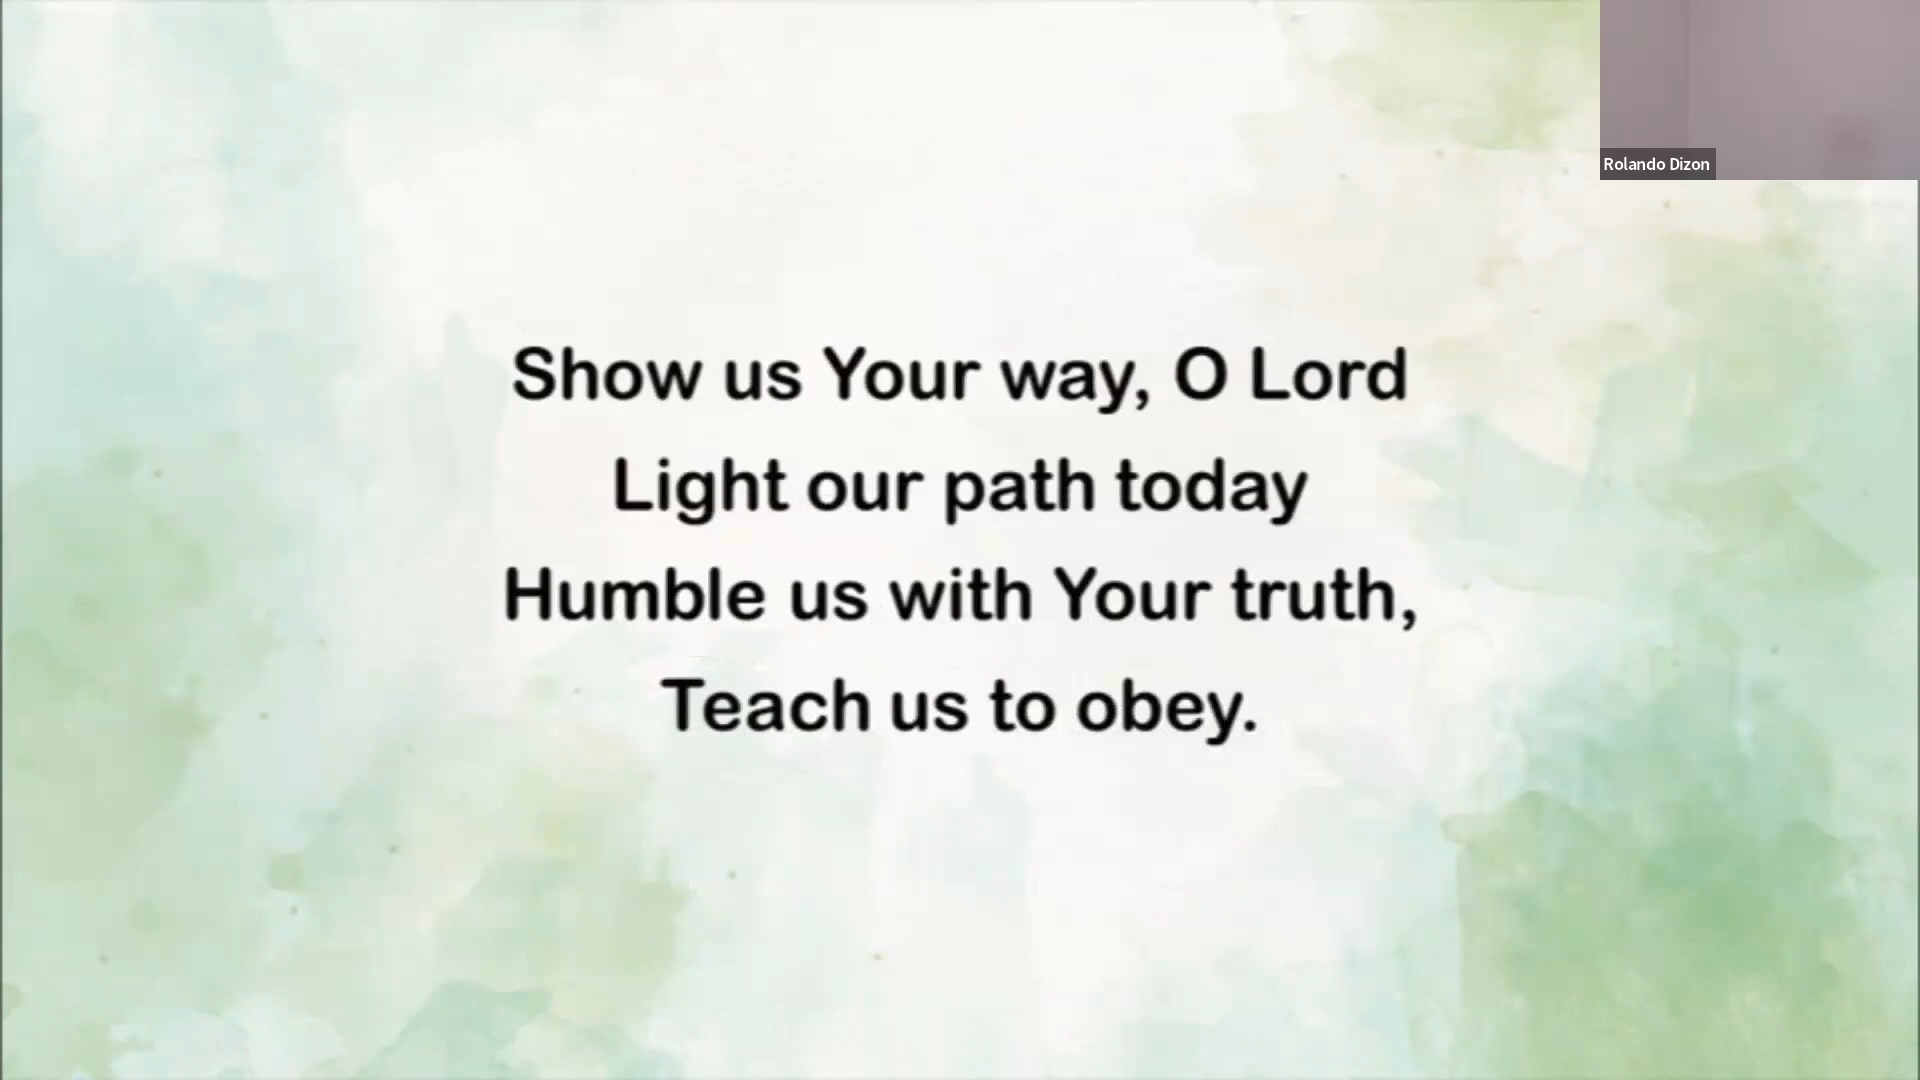 Rolando Dizon
Show us Your way, O Lord
Light our path today
Humble us with Your truth,
Teach us to obey.